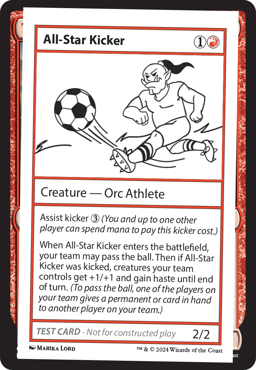 All-Star Kicker 1
Creature — Orc Athlete
Assist kicker 3 (You and up to one other
player can spend mana to pay this kicker cost.)
When All-Star Kicker enters the battlefield,
your team may pass the ball. Then if All-Star
Kicker was kicked, creatures your team
controls get +1/+1 and gain haste until end
of turn. (To pass the ball, one of the players on
your team gives a permanent or card in hand
to another player on your team.)
TEST CARD - Not for constructed play 2/2
Marika Lord ™ & © 2024 Wizards of the Coast